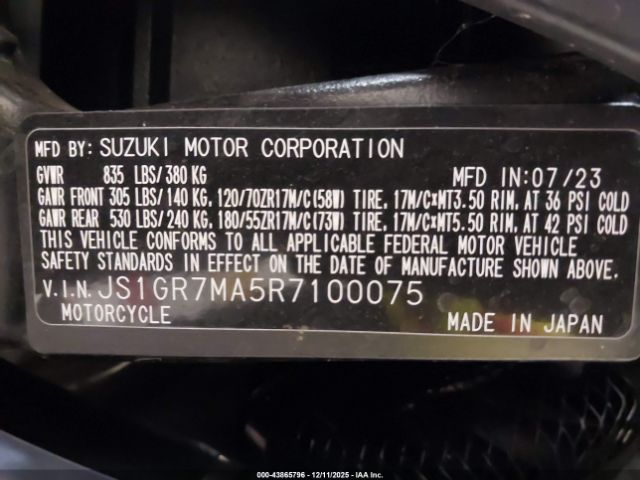 MFD BY: SUZUKI MOTOR CORPORATION
GVWR 835 LBS/ 380 KG MFD IN: 07/23
GAWR FRONT 305 LBS/ 140 KG, 120/70ZR17M/C(58W) TIRE, 17M/C×MT3.50 RIM, AT 36 PSI COLD
GAWR REAR 530 LBS/ 240 KG, 180/55ZR17M/C(73W) TIRE, 17M/C×MT5.50 RIM, AT 42 PSI COLD
THIS VEHICLE CONFORMS TO ALL APPLICABLE FEDERAL MOTOR VEHICLE
SAFETY STANDARDS IN EFFECT ON THE DATE OF MANUFACTURE SHOWN ABOVE.
V.I.N. JS1GR7MA5R7100075
MOTORCYCLE MADE IN JAPAN
000-43865796 - 12/11/2025 - IAA Inc.